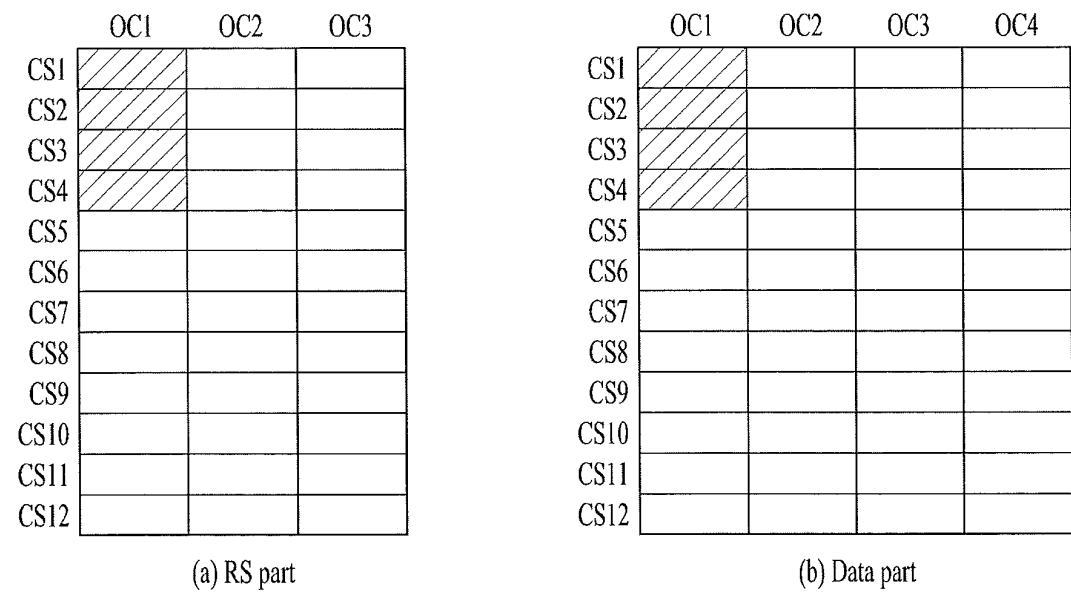 OC1 OC2 OC3
CS1
CS2
CS3
CS4
CS5
CS6
CS7
CS8
CS9
CS10
CS11
CS12
(a) RS part
OC1 OC2 OC3 OC4
CS1
CS2
CS3
CS4
CS5
CS6
CS7
CS8
CS9
CS10
CS11
CS12
(b) Data part